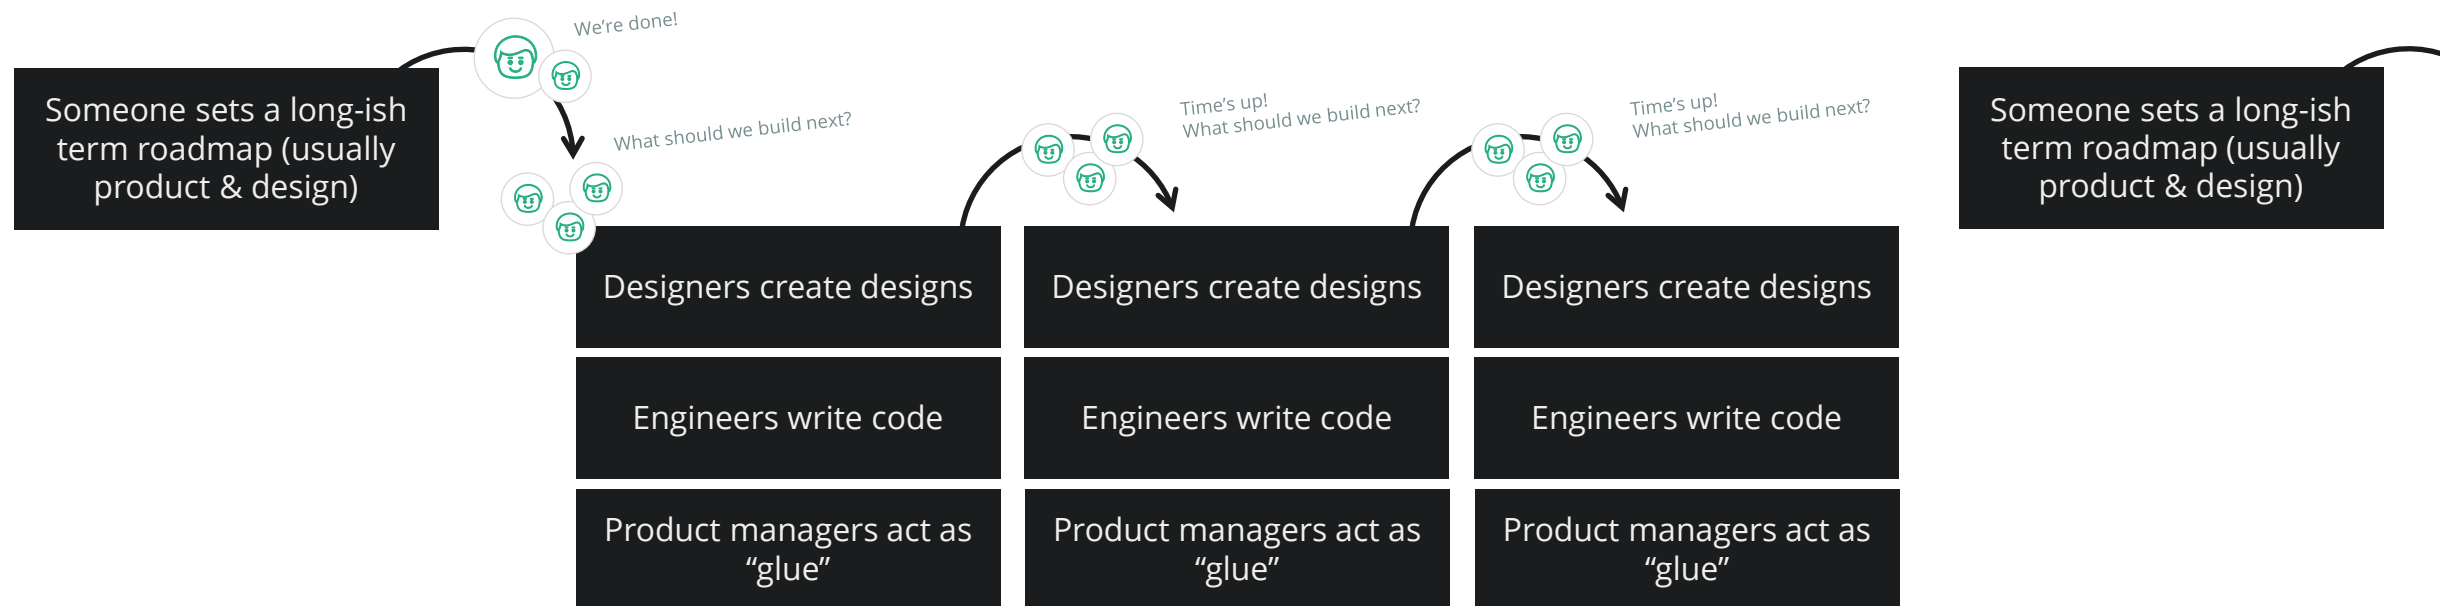 We're done!
Someone sets a long-ish
term roadmap (usually
product & design)
What should we build next?
Time's up!
What should we build next?
Time's up!
What should we build next?
Someone sets a long-ish
term roadmap (usually
product & design)
Designers create designs
Designers create designs
Designers create designs
Engineers write code
Engineers write code
Engineers write code
Product managers act as
“glue”
Product managers act as
“glue”
Product managers act as
“glue”